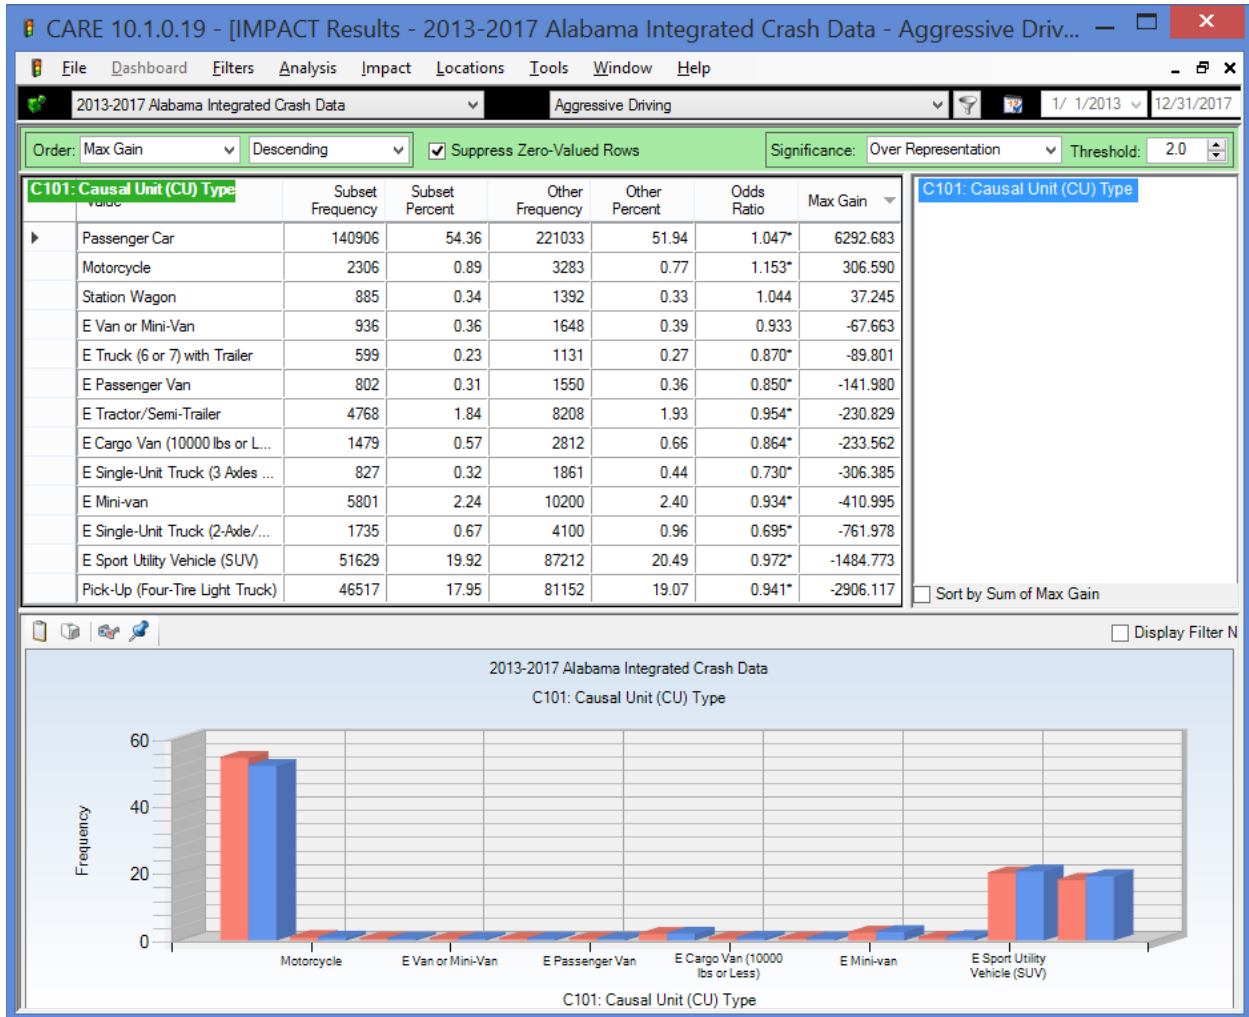 CARE 10.1.0.19 - [IMPACT Results - 2013-2017 Alabama Integrated Crash Data - Aggressive Driv...
File Dashboard Filters Analysis Impact Locations Tools Window Help
2013-2017 Alabama Integrated Crash Data Aggressive Driving 1/ 1/2013 12/31/2017
Order: Max Gain Descending Suppress Zero-Valued Rows Significance: Over Representation Threshold: 2.0
C101: Causal Unit (CU) Type Subset Frequency Subset Percent Other Frequency Other Percent Odds Ratio Max Gain
Passenger Car 140906 54.36 221033 51.94 1.047* 6292.683
Motorcycle 2306 0.89 3283 0.77 1.153* 306.590
Station Wagon 885 0.34 1392 0.33 1.044 37.245
E Van or Mini-Van 936 0.36 1648 0.39 0.933 -67.663
E Truck (6 or 7) with Trailer 599 0.23 1131 0.27 0.870* -89.801
E Passenger Van 802 0.31 1550 0.36 0.850* -141.980
E Tractor/Semi-Trailer 4768 1.84 8208 1.93 0.954* -230.829
E Cargo Van (10000 lbs or L... 1479 0.57 2812 0.66 0.864* -233.562
E Single-Unit Truck (3 Axles ... 827 0.32 1861 0.44 0.730* -306.385
E Mini-van 5801 2.24 10200 2.40 0.934* -410.995
E Single-Unit Truck (2-Axle/... 1735 0.67 4100 0.96 0.695* -761.978
E Sport Utility Vehicle (SUV) 51629 19.92 87212 20.49 0.972* -1484.773
Pick-Up (Four-Tire Light Truck) 46517 17.95 81152 19.07 0.941* -2906.117
C101: Causal Unit (CU) Type
Sort by Sum of Max Gain
Display Filter N
2013-2017 Alabama Integrated Crash Data
C101: Causal Unit (CU) Type
Frequency
60
40
20
0
Motorcycle
E Van or Mini-Van
E Passenger Van
E Cargo Van (10000
lbs or Less)
E Mini-van
E Sport Utility
Vehicle (SUV)
C101: Causal Unit (CU) Type